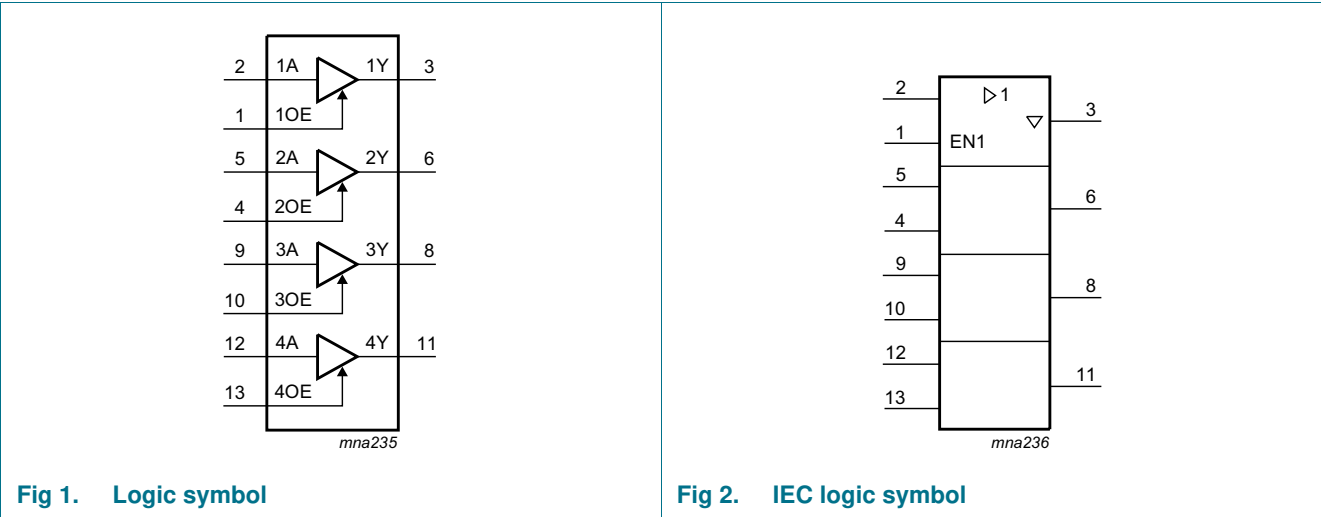 2 1A 1Y 3
1 1OE
5 2A 2Y 6
4 2OE
9 3A 3Y 8
10 3OE
12 4A 4Y 11
13 4OE
mna235
Fig 1. Logic symbol
2 1
3
1 EN1
5
6
4
9
8
10
12
11
13
mna236
Fig 2. IEC logic symbol